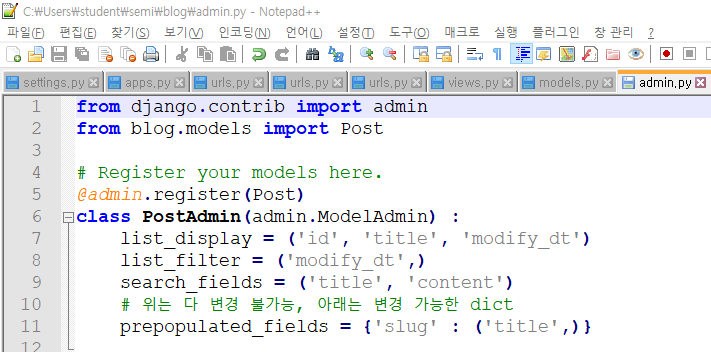 C:￦Users￦student￦semi￦blog￦admin.py - Notepad++
파일(F) 편집(E) 찾기(S) 보기(V) 인코딩(N) 언어(L) 설정(T) 도구(O) 매크로 실행 플러그인 창 관리
settings.py apps.py urls.py urls.py urls.py views.py models.py admin.py
1 from django.contrib import admin
2 from blog.models import Post
3
4 # Register your models here.
5 @admin.register(Post)
6 class PostAdmin(admin.ModelAdmin) :
7 list_display = ('id', 'title', 'modify_dt')
8 list_filter = ('modify_dt',)
9 search_fields = ('title', 'content')
10 # 위는 다 변경 불가능, 아래는 변경 가능한 dict
11 prepopulated_fields = {'slug' : ('title',)}
12